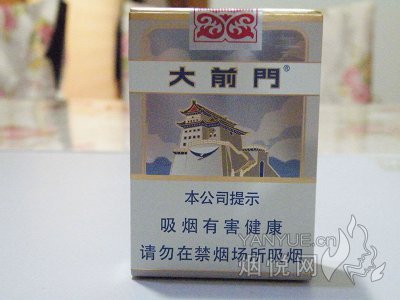 大前門®
本公司提示
吸烟有害健康
请勿在禁烟场所吸烟
YANYUE.cn
烟悦网